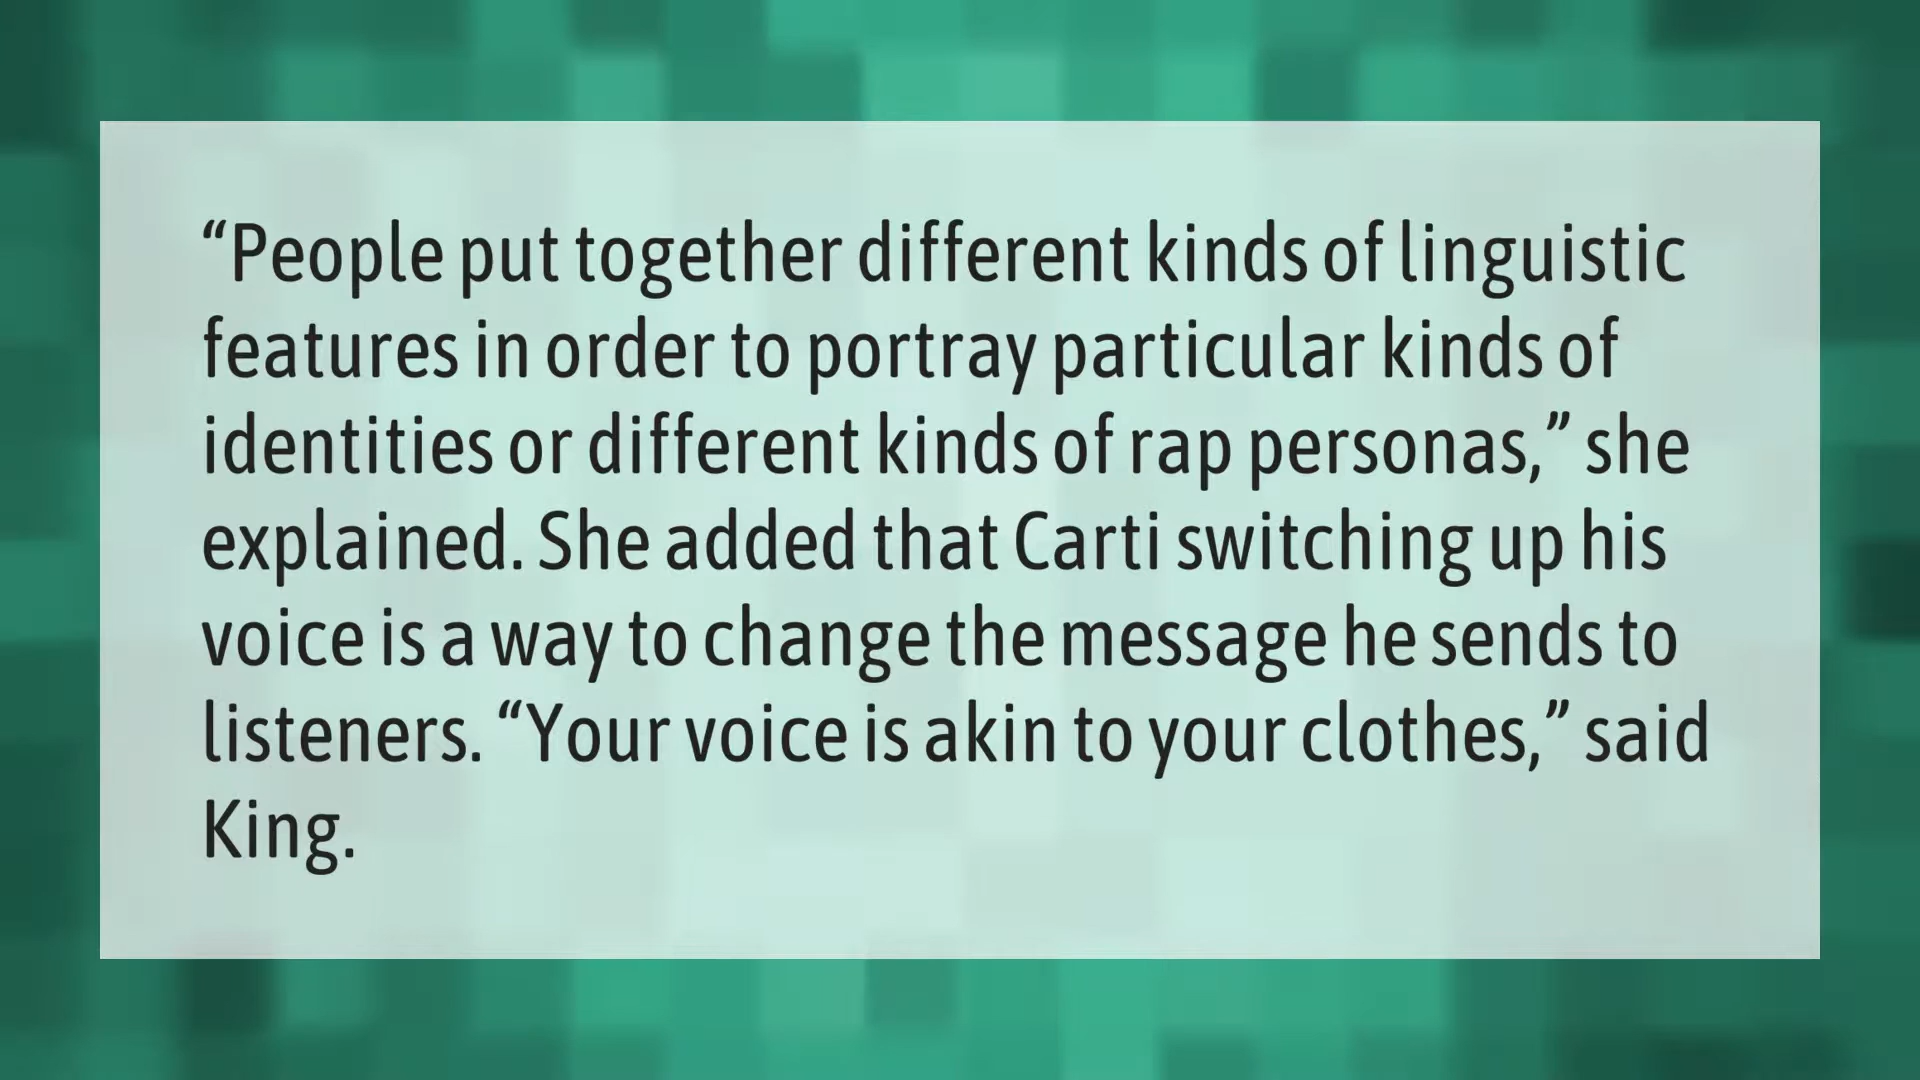 “People put together different kinds of linguistic
features in order to portray particular kinds of
identities or different kinds of rap personas,” she
explained. She added that Carti switching up his
voice is a way to change the message he sends to
listeners. “Your voice is akin to your clothes,” said
King.